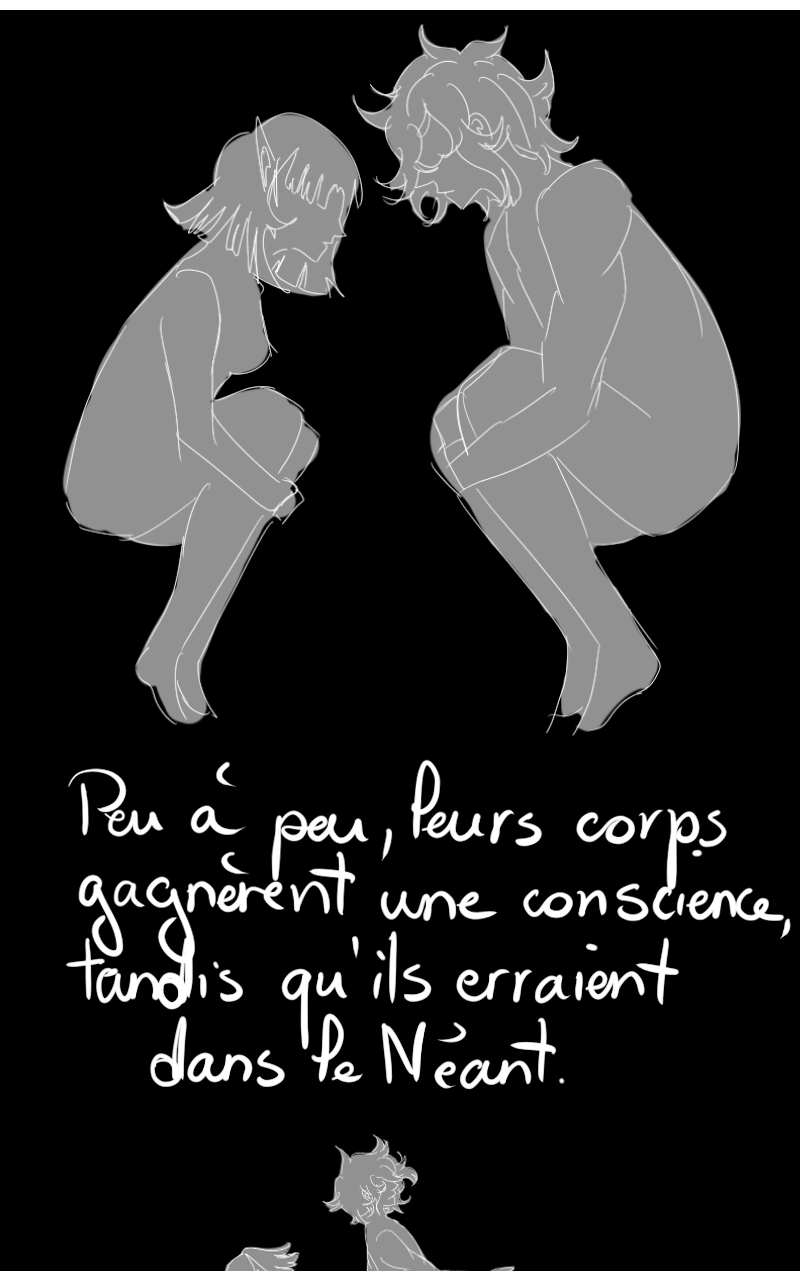 Peu à peu, leurs corps
gagnèrent une conscience,
tandis qu'ils erraient
dans le Néant.